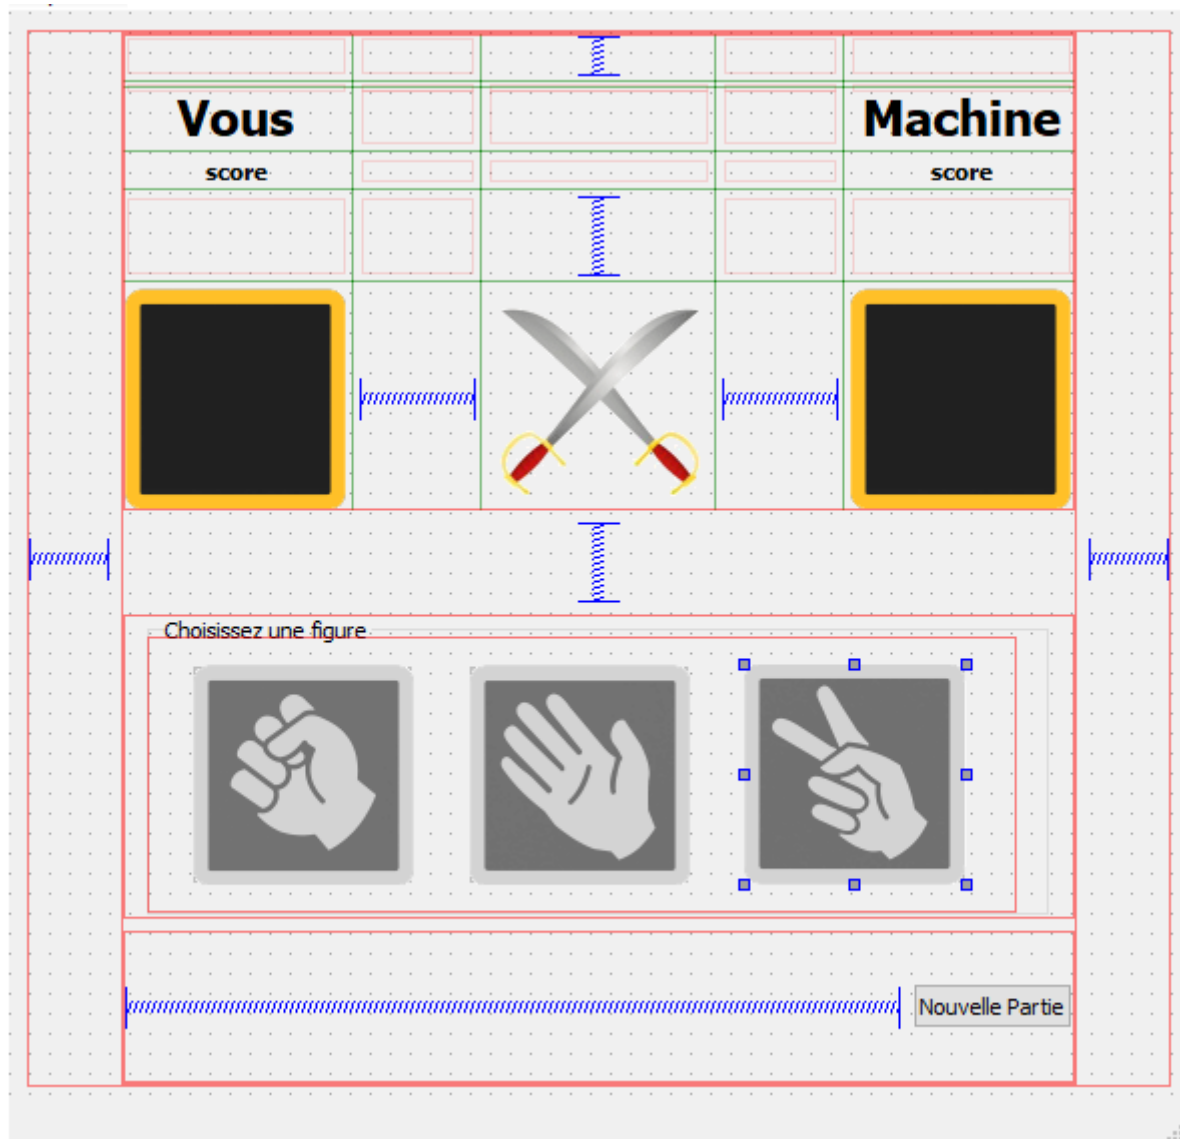 Vous
Machine
score
score
Choisissez une figure
Nouvelle Partie